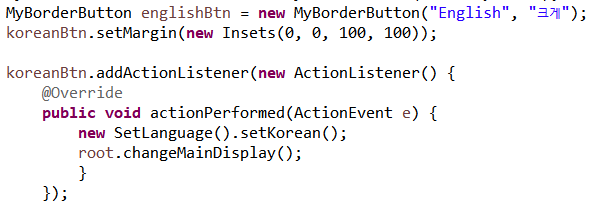 MyBorderButton englishBtn = new MyBorderButton("English", "크게");
koreanBtn.setMargin(new Insets(0, 0, 100, 100));
koreanBtn.addActionListener(new ActionListener() {
@Override
public void actionPerformed(ActionEvent e) {
new SetLanguage().setKorean();
root.changeMainDisplay();
}
});